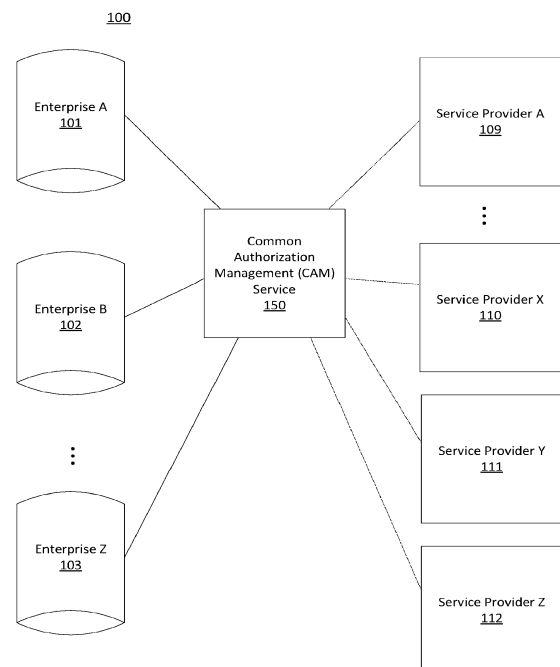 100
Enterprise A
101
Service Provider A
109
Common
Authorization
Management (CAM)
Service
150
Enterprise B
102
Service Provider X
110
Service Provider Y
111
Enterprise Z
103
Service Provider Z
112